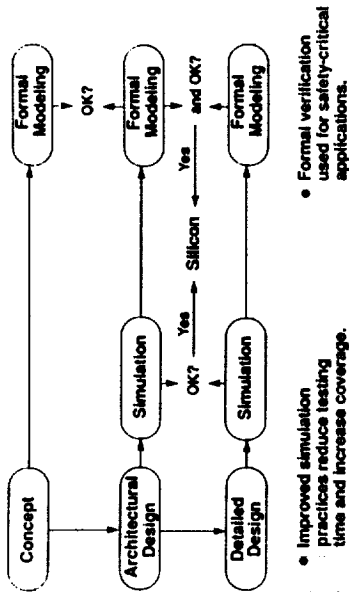 Concept
Formal
Modeling
OK?
Architectural
Design
Simulation
Formal
Modeling
OK?
Yes
Silicon
Yes
and OK?
Detailed
Design
Simulation
Formal
Modeling
• Improved simulation
practices reduce testing
time and increase coverage.
• Formal verification
used for safety-critical
applications.